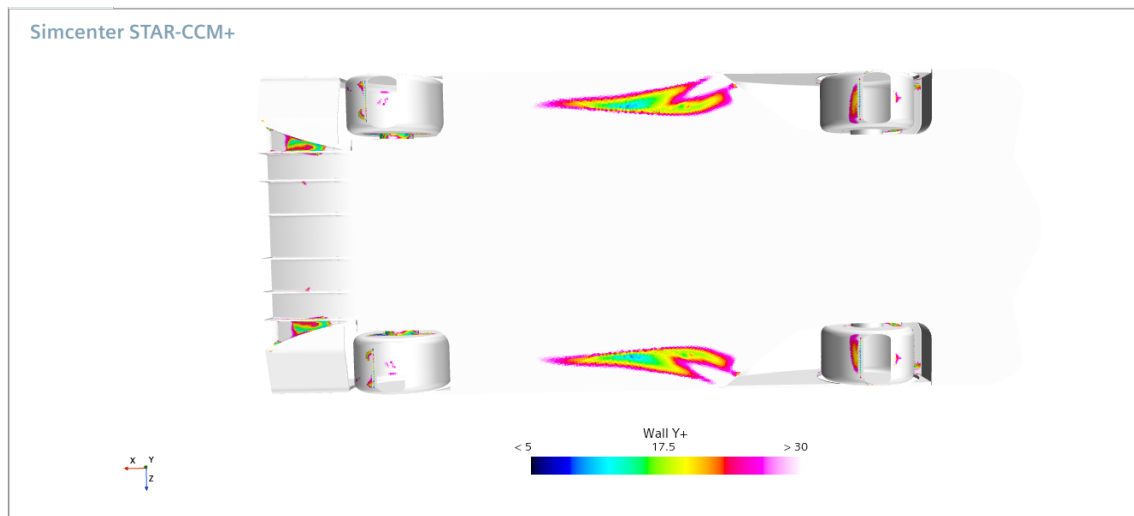 Simcenter STAR-CCM+
Wall Y+
< 5 17.5 > 30
X Y
Z